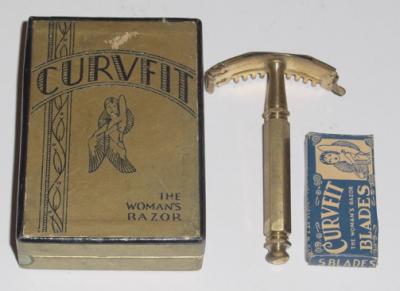 CURVFIT
THE
WOMAN'S
RAZOR
CURVFIT
THE WOMAN'S RAZOR
BLADES
5 BLADES